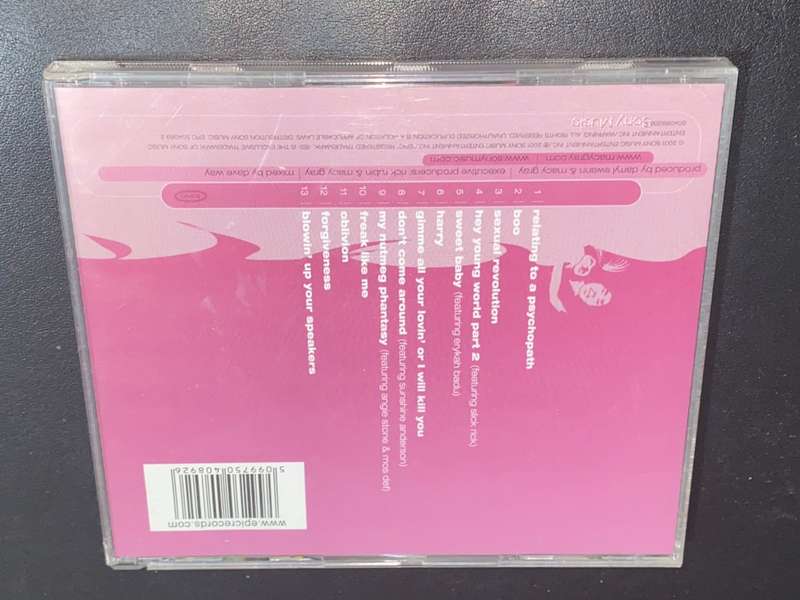 1 relating to a psychopath
2 boo
3 sexual revolution
4 hey young world part 2 (featuring slick rick)
5 sweet baby (featuring erykah badu)
6 harry
7 gimme all your lovin' or I will kill you
8 don't come around (featuring sunshine anderson)
9 my nutmeg phantasy (featuring angie stone & mos def)
10 freak like me
11 oblivion
12 forgiveness
13 blowin' up your speakers
produced by darryl swann & macy gray | executive producers: rick rubin & macy gray | mixed by dave way
www.macygray.com | www.sonymusic.com
www.epicrecords.com
5099750408926